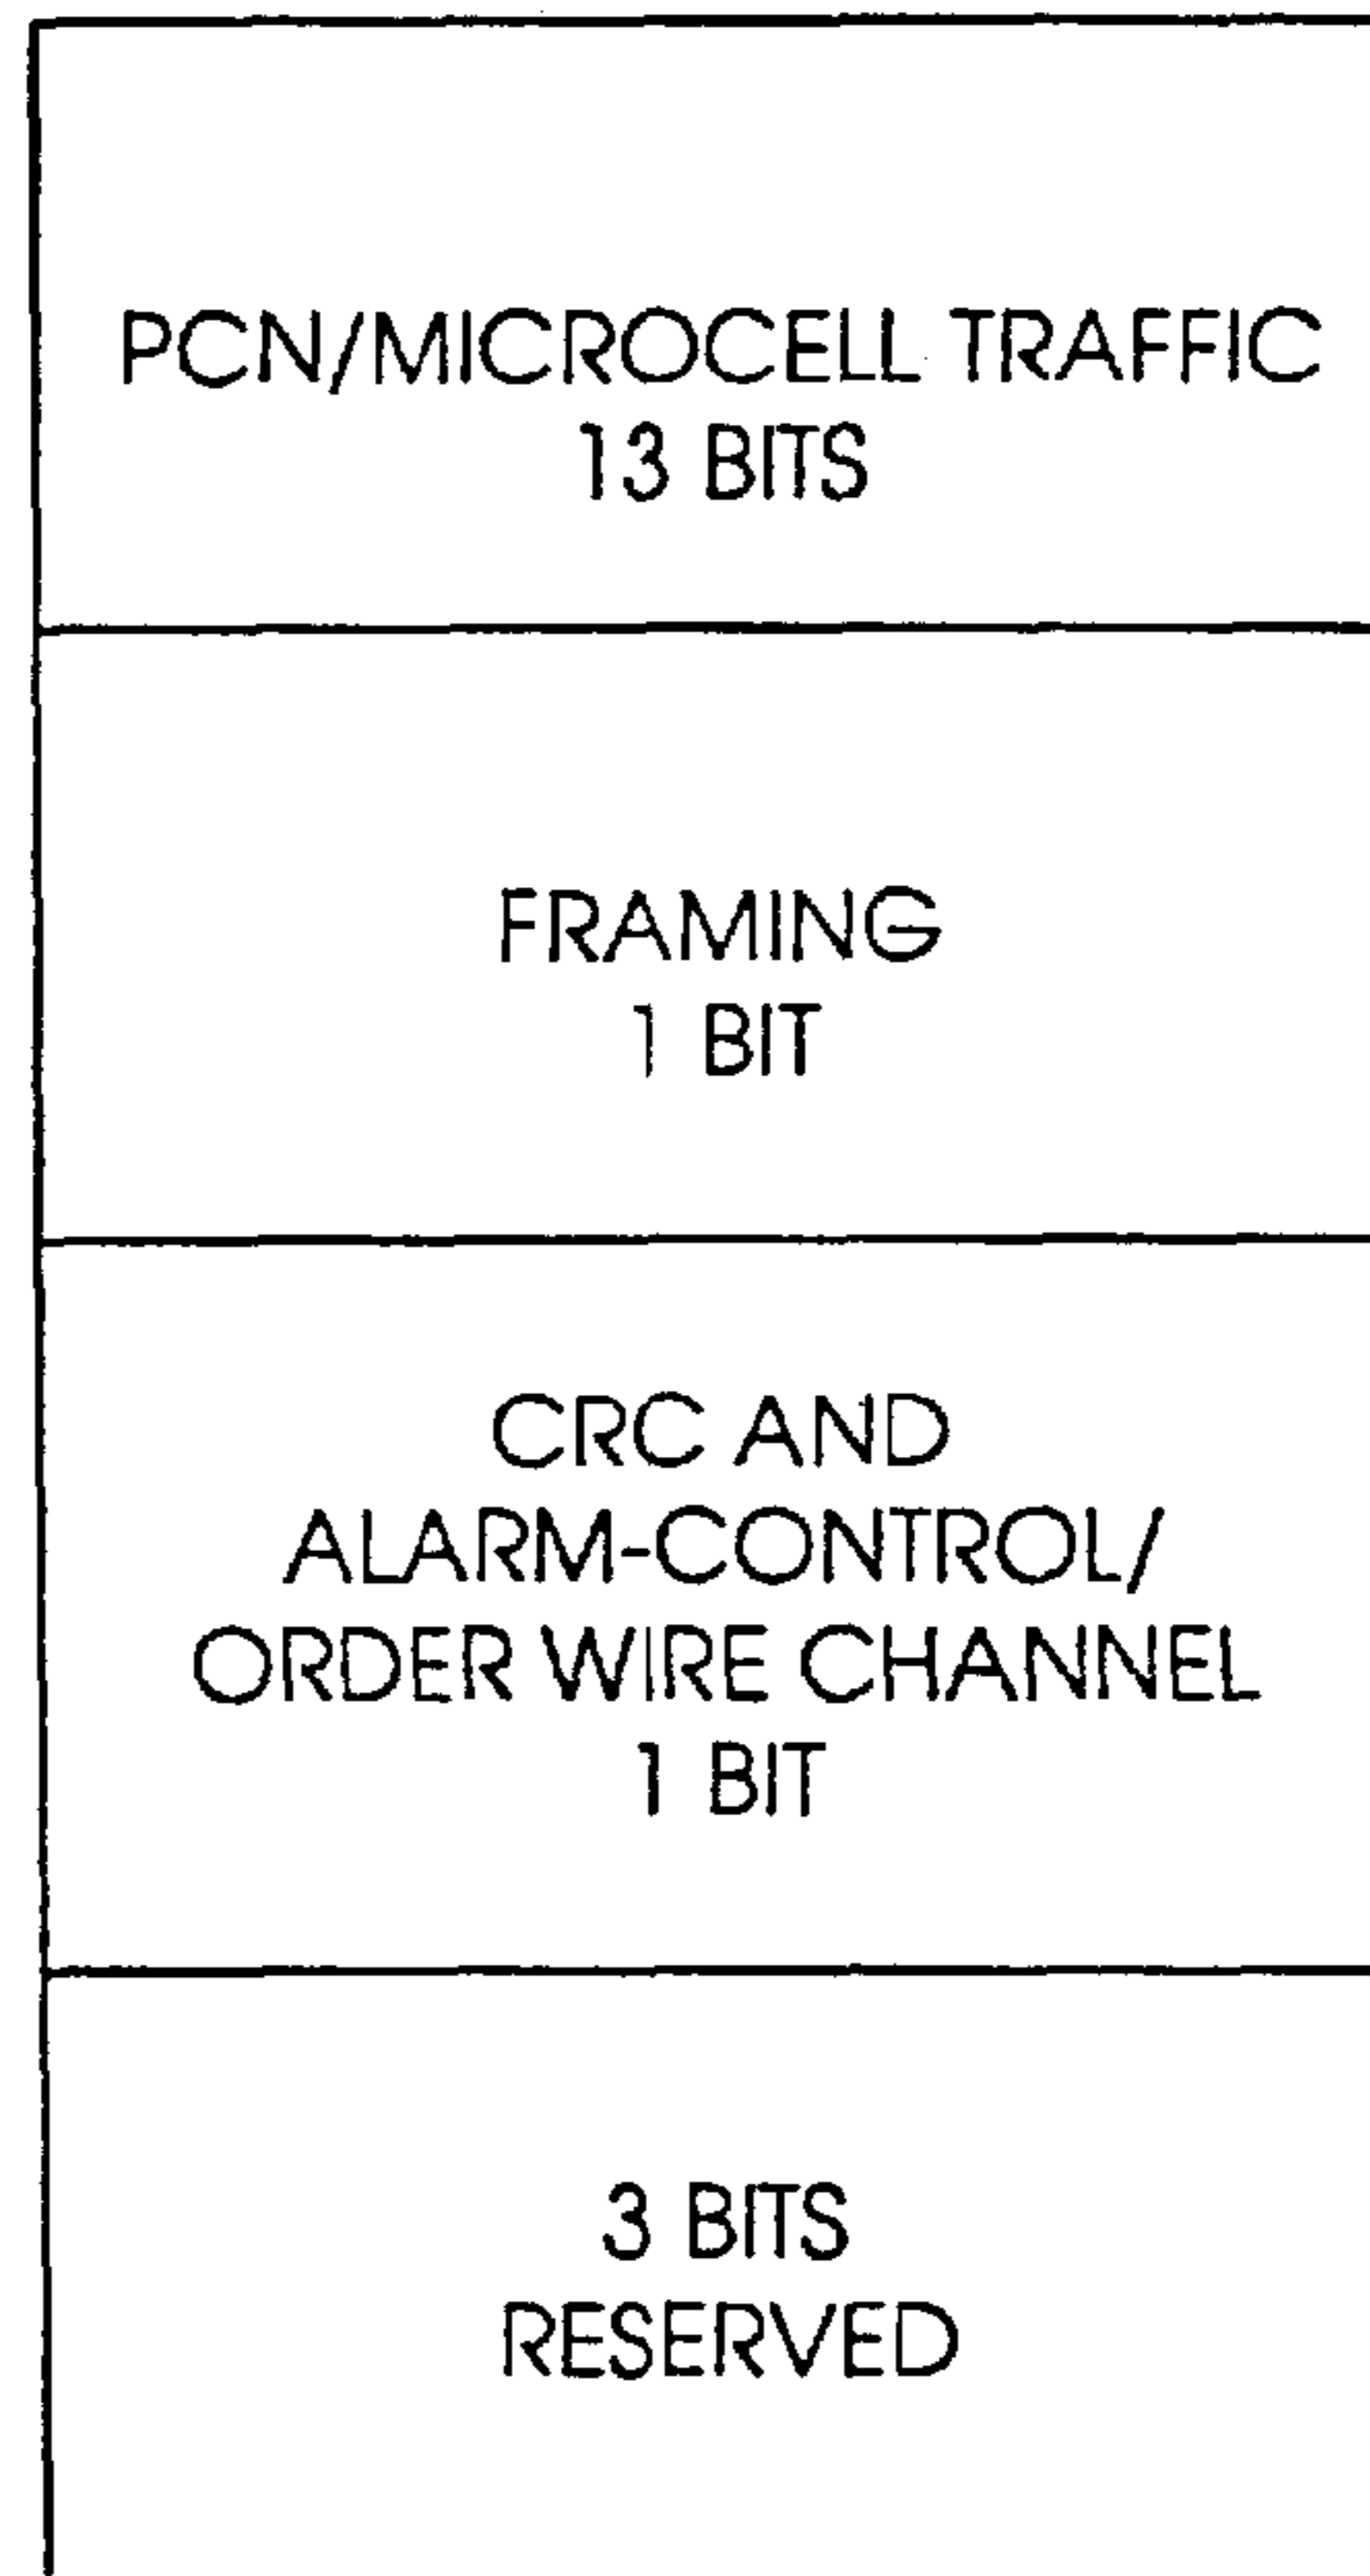 PCN/MICROCELL TRAFFIC
13 BITS
FRAMING
1 BIT
CRC AND
ALARM-CONTROL/
ORDER WIRE CHANNEL
1 BIT
3 BITS
RESERVED